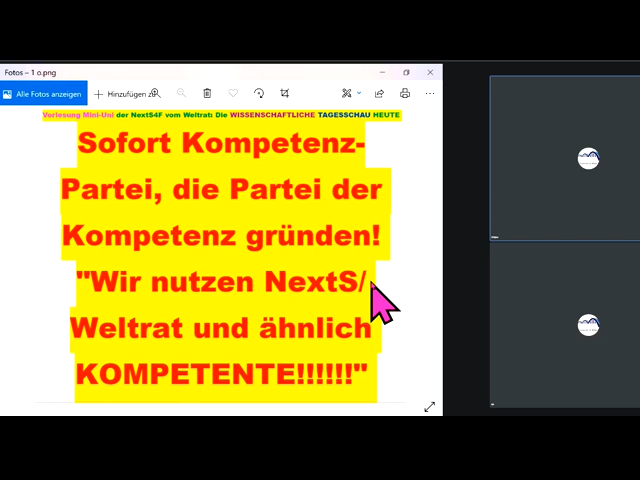 Fotos – 1 o.png
Alle Fotos anzeigen
Hinzufügen zu
Verlesung Mini-Uni der NextS4F vom Weltrat: Die WISSENSCHAFTLICHE TAGESSCHAU HEUTE
Sofort Kompetenz-
Partei, die Partei der
Kompetenz gründen!
"Wir nutzen NextS/
Weltrat und ähnlich
KOMPETENTE!!!!!!"